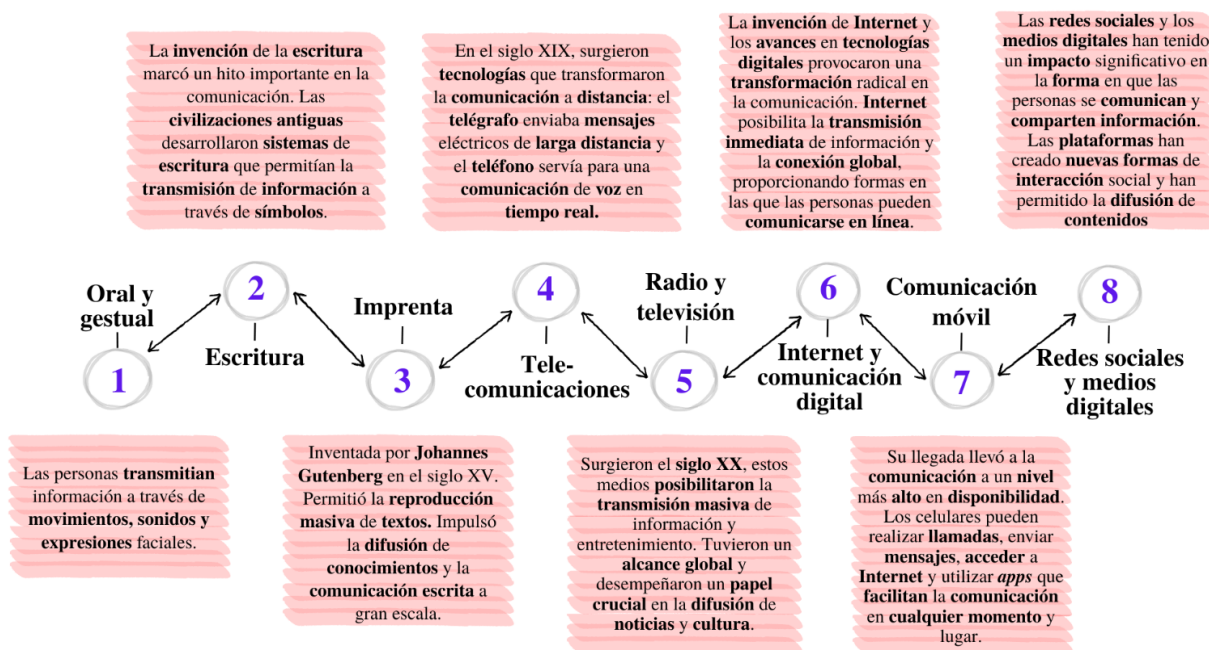 La invención de la escritura
marcó un hito importante en la
comunicación. Las
civilizaciones antiguas
desarrollaron sistemas de
escritura que permitían la
transmisión de información a
través de símbolos.
En el siglo XIX, surgieron
tecnologías que transformaron
la comunicación a distancia: el
telégrafo enviaba mensajes
eléctricos de larga distancia y
el teléfono servía para una
comunicación de voz en
tiempo real.
La invención de Internet y
los avances en tecnologías
digitales provocaron una
transformación radical en
la comunicación. Internet
posibilita la transmisión
inmediata de información y
la conexión global,
proporcionando formas en
las que las personas pueden
comunicarse en línea.
Las redes sociales y los
medios digitales han tenido
un impacto significativo en
la forma en que las
personas se comunican y
comparten información.
Las plataformas han
creado nuevas formas de
interacción social y han
permitido la difusión de
contenidos
Oral y
gestual
1
2
Escritura
Imprenta
3
4
Tele-
comunicaciones
Radio y
televisión
5
6
Internet y
comunicación
digital
Comunicación
móvil
7
8
Redes sociales
y medios
digitales
Las personas transmitian
información a través de
movimientos, sonidos y
expresiones faciales.
Inventada por Johannes
Gutenberg en el siglo XV.
Permitió la reproducción
masiva de textos. Impulsó
la difusión de
conocimientos y la
comunicación escrita a
gran escala.
Surgieron el siglo XX, estos
medios posibilitaron la
transmisión masiva de
información y
entretenimiento. Tuvieron un
alcance global y
desempeñaron un papel
crucial en la difusión de
noticias y cultura.
Su llegada llevó a la
comunicación a un nivel
más alto en disponibilidad.
Los celulares pueden
realizar llamadas, enviar
mensajes, acceder a
Internet y utilizar apps que
facilitan la comunicación
en cualquier momento y
lugar.